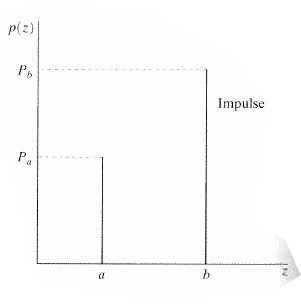 p(z)
P_b
Impulse
P_a
a b
z